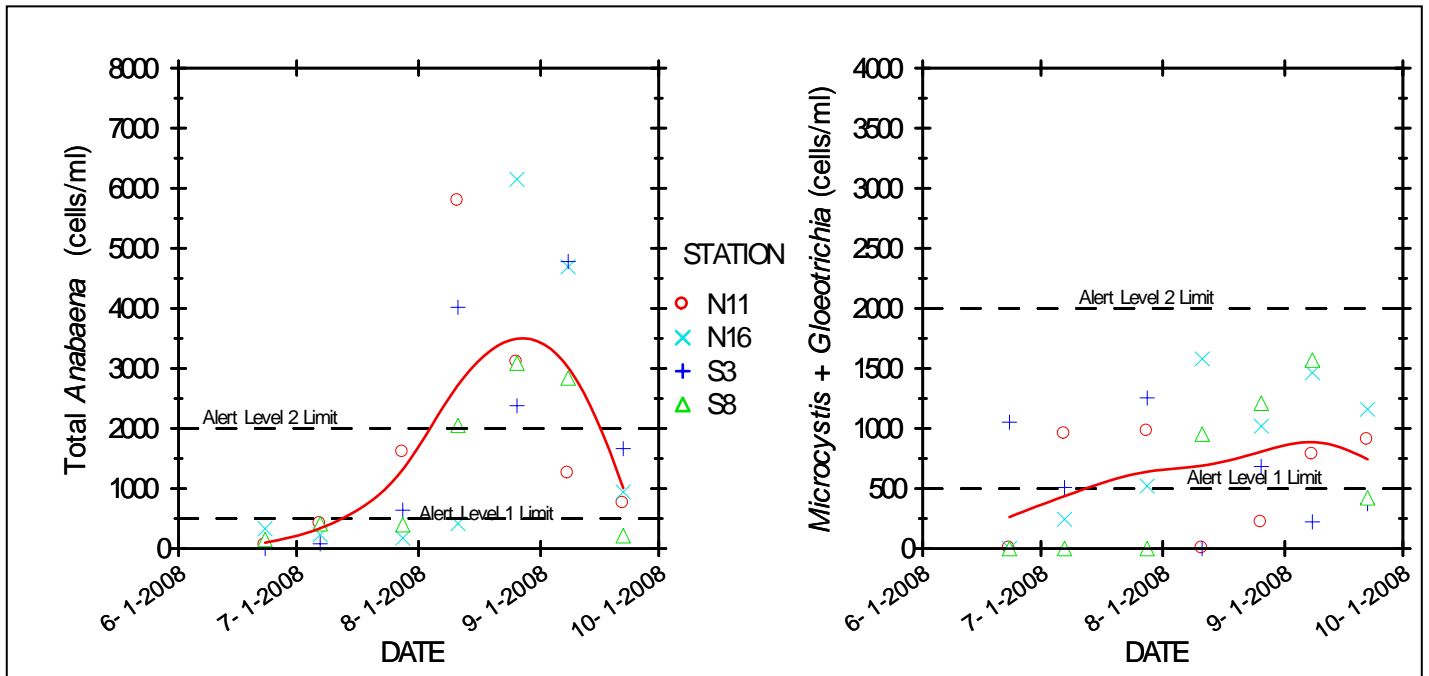 8000
7000
6000
5000
4000
3000
2000
1000
0
Total Anabaena (cells/ml)
Alert Level 2 Limit
Alert Level 1 Limit
6- 1-2008
7- 1-2008
8- 1-2008
9- 1-2008
10- 1-2008
DATE
STATION
N11
N16
S3
S8
4000
3500
3000
2500
2000
1500
1000
500
0
Microcystis + Gloeotrichia (cells/ml)
Alert Level 2 Limit
Alert Level 1 Limit
6- 1-2008
7- 1-2008
8- 1-2008
9- 1-2008
10- 1-2008
DATE